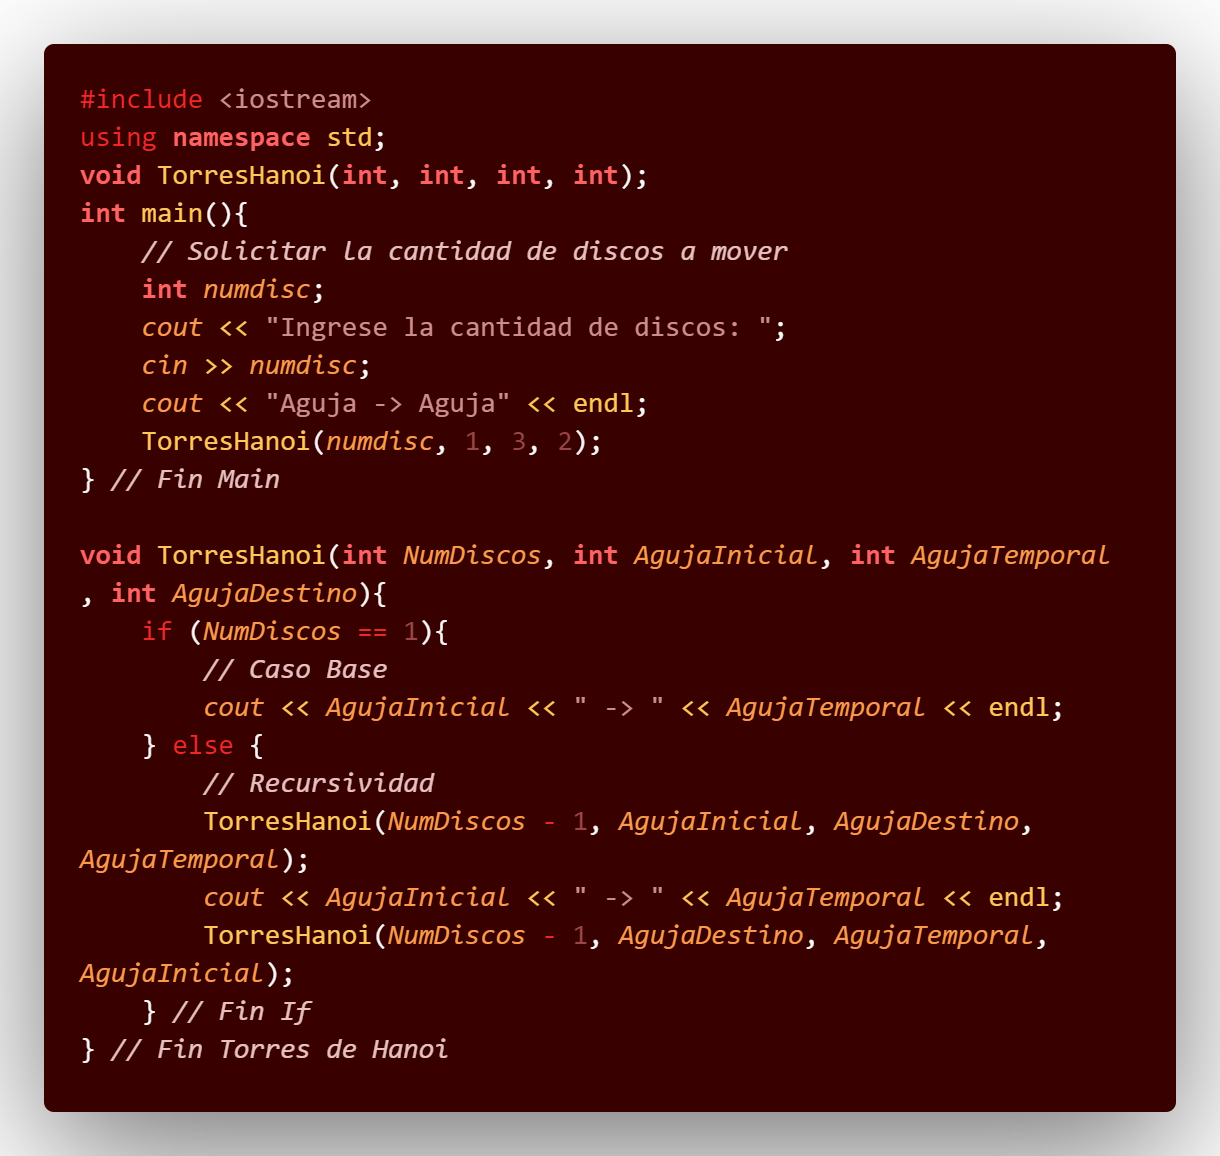 #include <iostream>
using namespace std;
void TorresHanoi(int, int, int, int);
int main(){
    // Solicitar la cantidad de discos a mover
    int numdisc;
    cout << "Ingrese la cantidad de discos: ";
    cin >> numdisc;
    cout << "Aguja -> Aguja" << endl;
    TorresHanoi(numdisc, 1, 3, 2);
} // Fin Main

void TorresHanoi(int NumDiscos, int AgujaInicial, int AgujaTemporal
, int AgujaDestino){
    if (NumDiscos == 1){
        // Caso Base
        cout << AgujaInicial << " -> " << AgujaTemporal << endl;
    } else {
        // Recursividad
        TorresHanoi(NumDiscos - 1, AgujaInicial, AgujaDestino,
AgujaTemporal);
        cout << AgujaInicial << " -> " << AgujaTemporal << endl;
        TorresHanoi(NumDiscos - 1, AgujaDestino, AgujaTemporal,
AgujaInicial);
    } // Fin If
} // Fin Torres de Hanoi